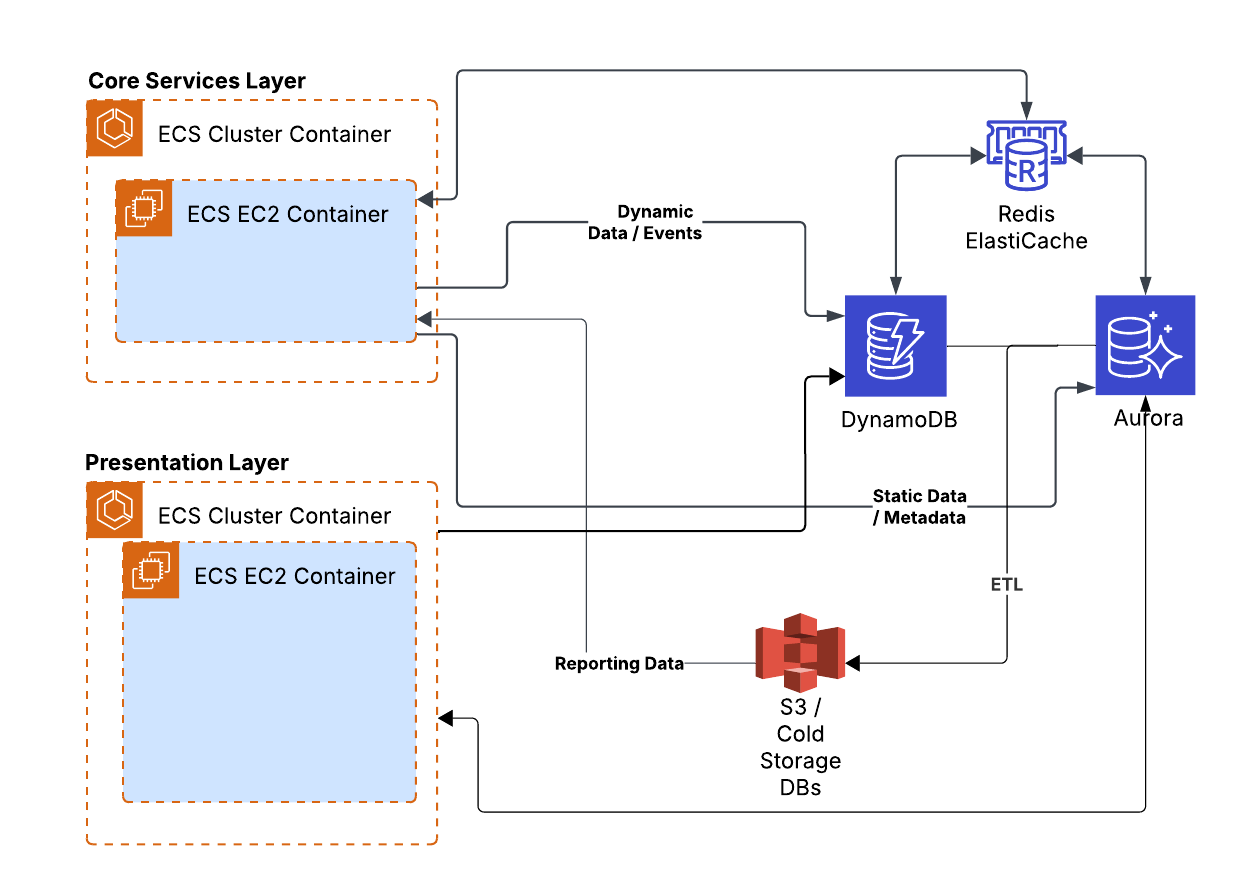 Core Services Layer
ECS Cluster Container
ECS EC2 Container
Dynamic
Data / Events
R
Redis
ElastiCache
DynamoDB
Aurora
Presentation Layer
ECS Cluster Container
ECS EC2 Container
Static Data
/ Metadata
ETL
Reporting Data
S3 /
Cold
Storage
DBs